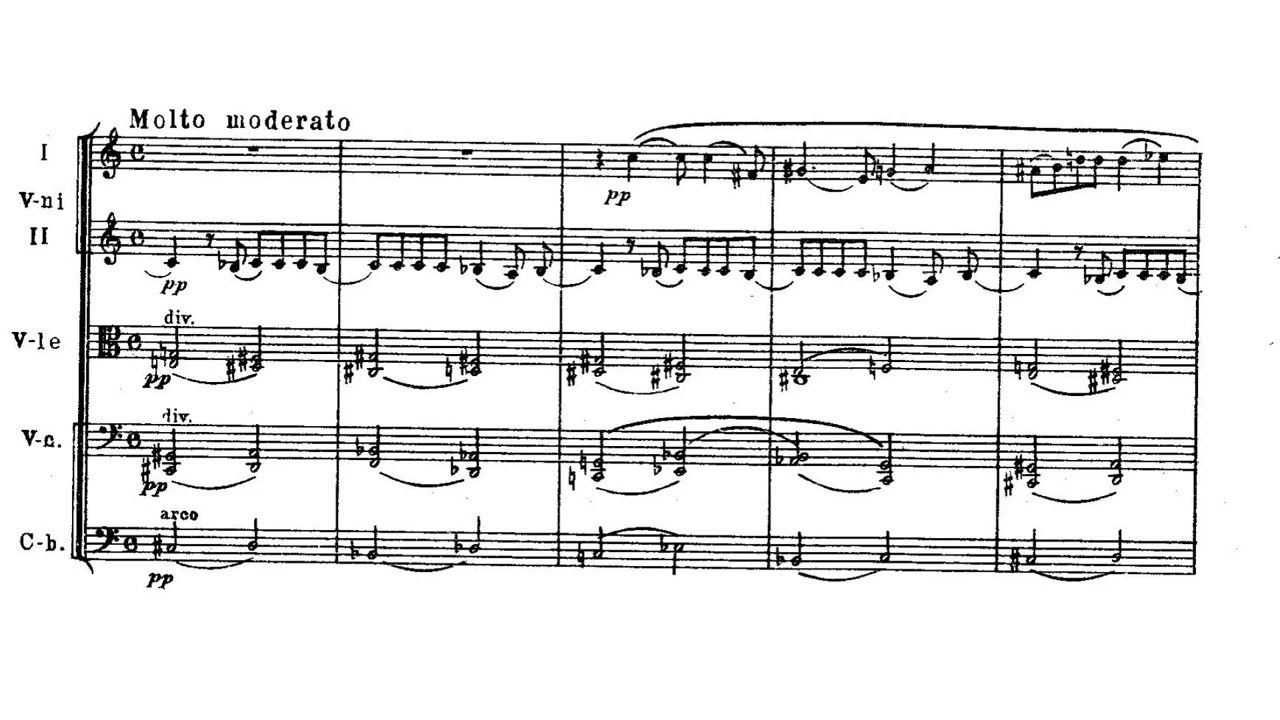 Molto moderato
I
V-ni
pp
II
pp
div.
V-le
pp
div.
V-c.
pp
arco
C-b.
pp